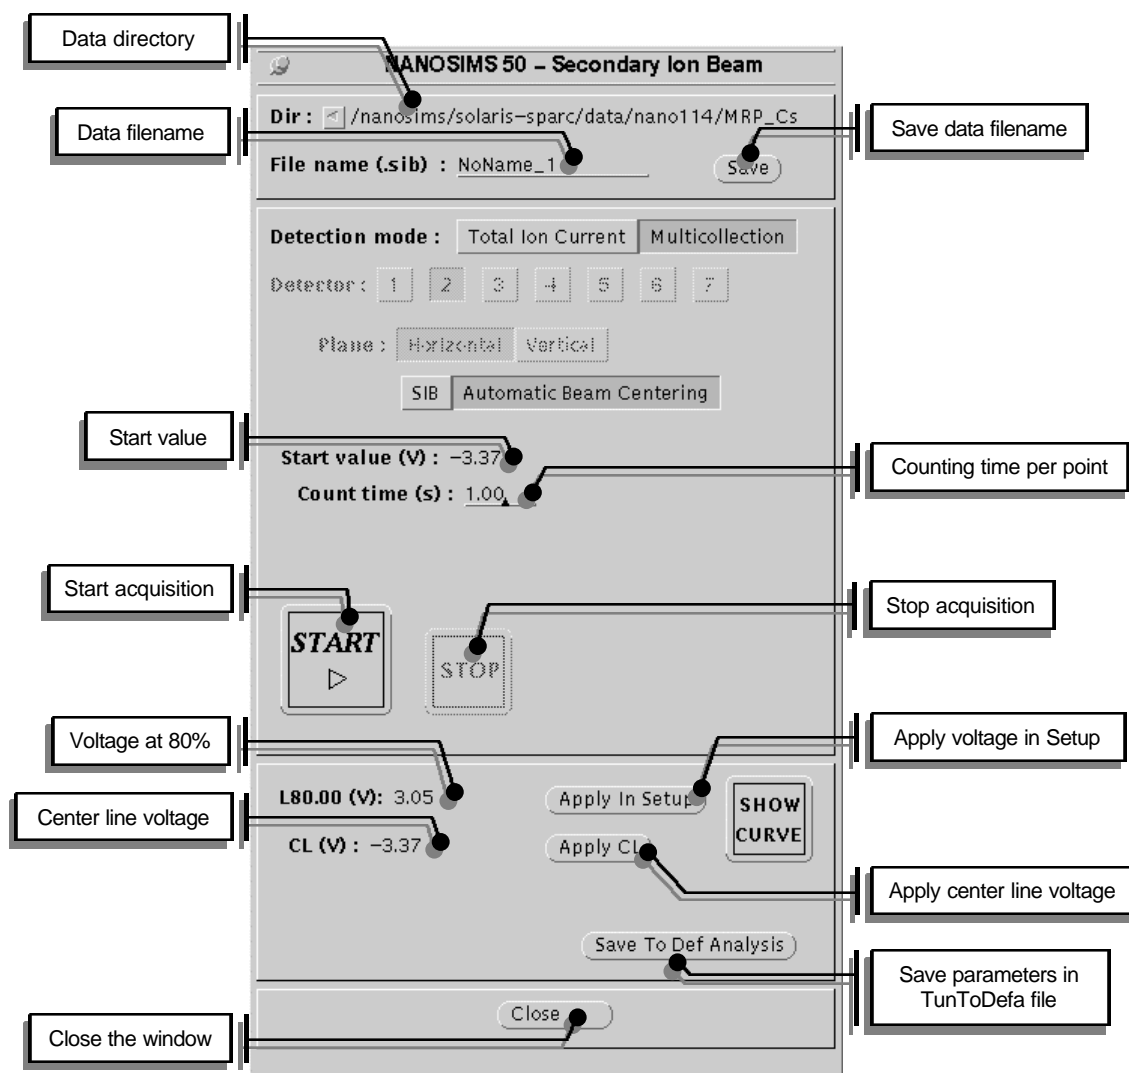 Data directory
NANOSIMS 50 – Secondary Ion Beam
Dir : /nanosims/solaris-sparc/data/nano114/MRP_Cs
Data filename
Save data filename
File name (.sib) : NoName_1 Save
Detection mode : Total Ion Current Multicollection
Detector : 1 2 3 4 5 6 7
Plane : Horizontal Vertical
SIB Automatic Beam Centering
Start value
Start value (V) : -3.37
Counting time per point
Count time (s) : 1.00
Start acquisition
Stop acquisition
START
STOP
Voltage at 80%
Apply voltage in Setup
L80.00 (V): 3.05 Apply In Setup
SHOW
CURVE
Center line voltage
CL (V) : -3.37 Apply CL
Apply center line voltage
Save To Def Analysis
Save parameters in
TunToDefa file
Close
Close the window